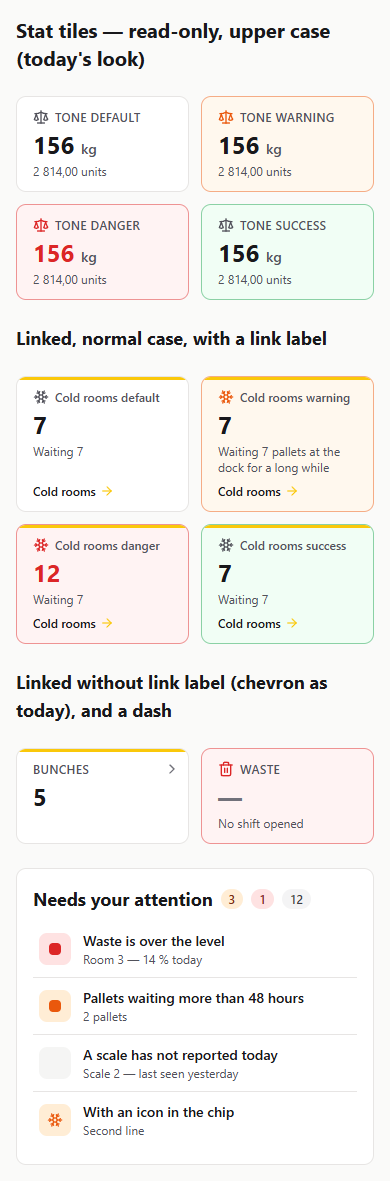 Stat tiles — read-only, upper case
(today's look)
TONE DEFAULT
156 kg
2 814,00 units
TONE WARNING
156 kg
2 814,00 units
TONE DANGER
156 kg
2 814,00 units
TONE SUCCESS
156 kg
2 814,00 units
Linked, normal case, with a link label
Cold rooms default
7
Waiting 7
Cold rooms →
Cold rooms warning
7
Waiting 7 pallets at the
dock for a long while
Cold rooms →
Cold rooms danger
12
Waiting 7
Cold rooms →
Cold rooms success
7
Waiting 7
Cold rooms →
Linked without link label (chevron as
today), and a dash
BUNCHES
5
WASTE
—
No shift opened
Needs your attention 3 1 12
Waste is over the level
Room 3 — 14 % today
Pallets waiting more than 48 hours
2 pallets
A scale has not reported today
Scale 2 — last seen yesterday
With an icon in the chip
Second line